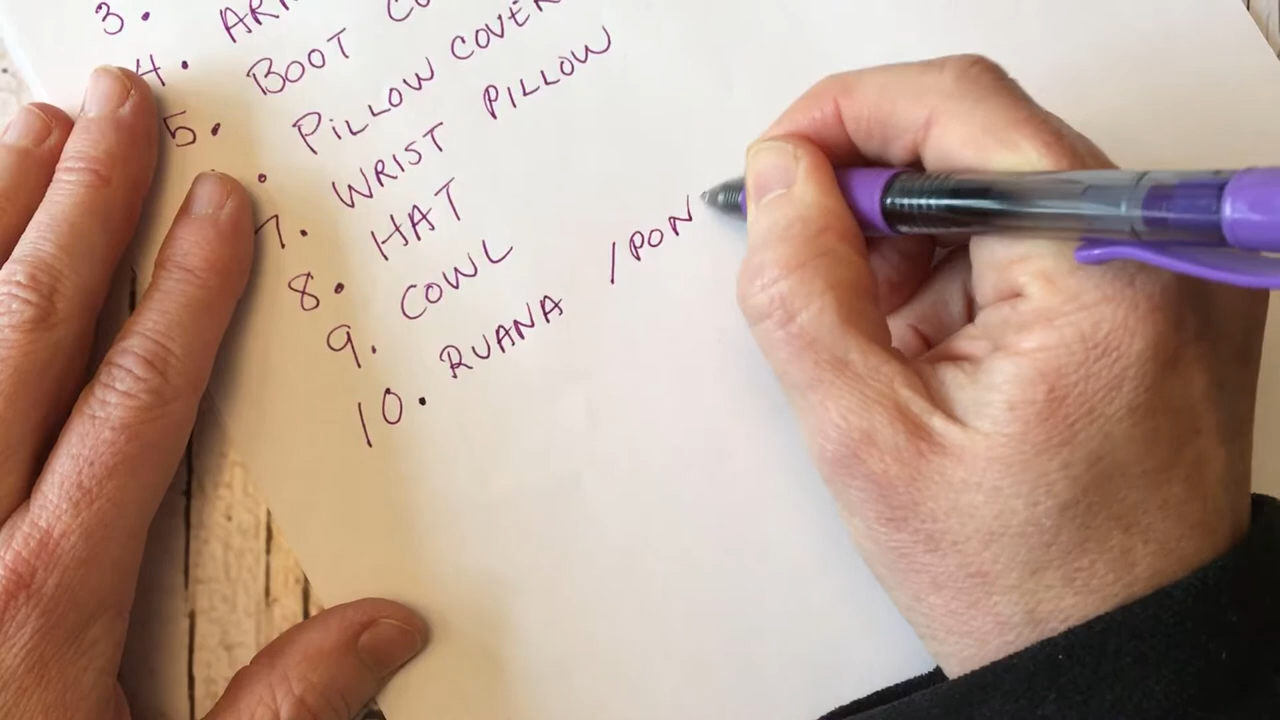 3.
4.
5. BOOT
. PILLOW COVER
7. WRIST PILLOW
8. HAT
9. COWL
10. RUANA /PON